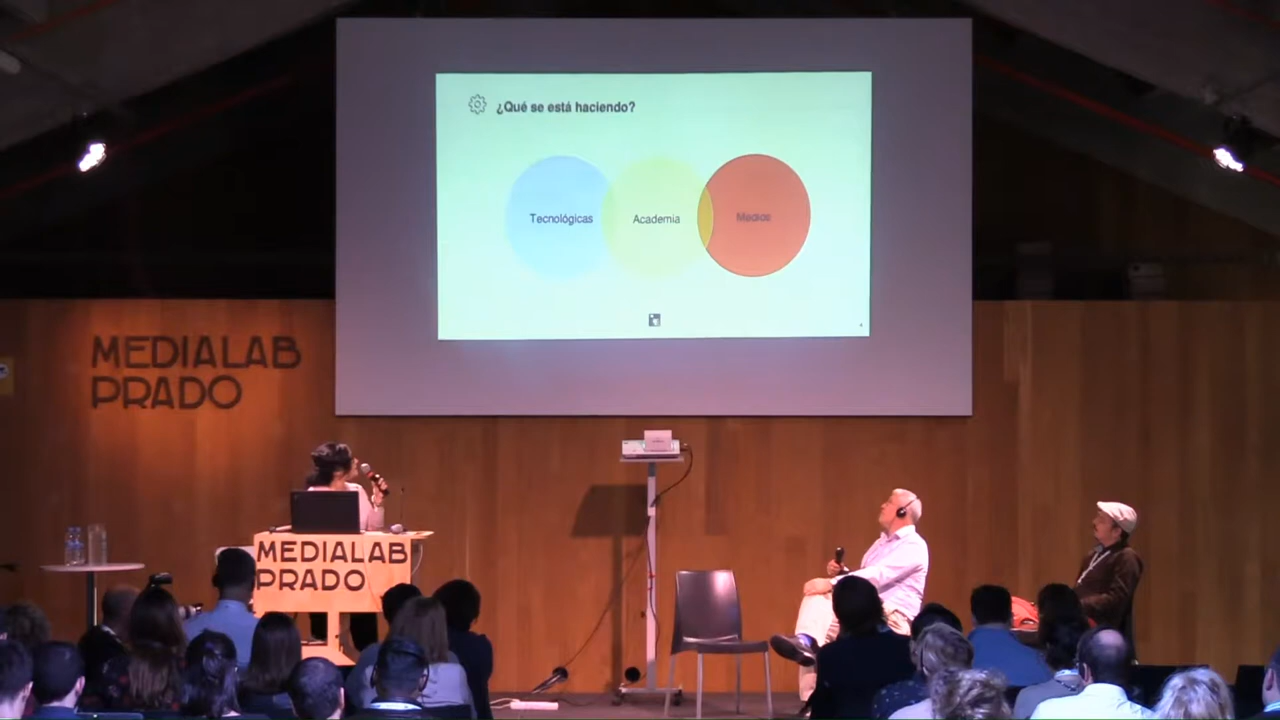 ¿Qué se está haciendo?
Tecnológicas
Academia
Medios
MEDIALAB
PRADO
MEDIALAB
PRADO